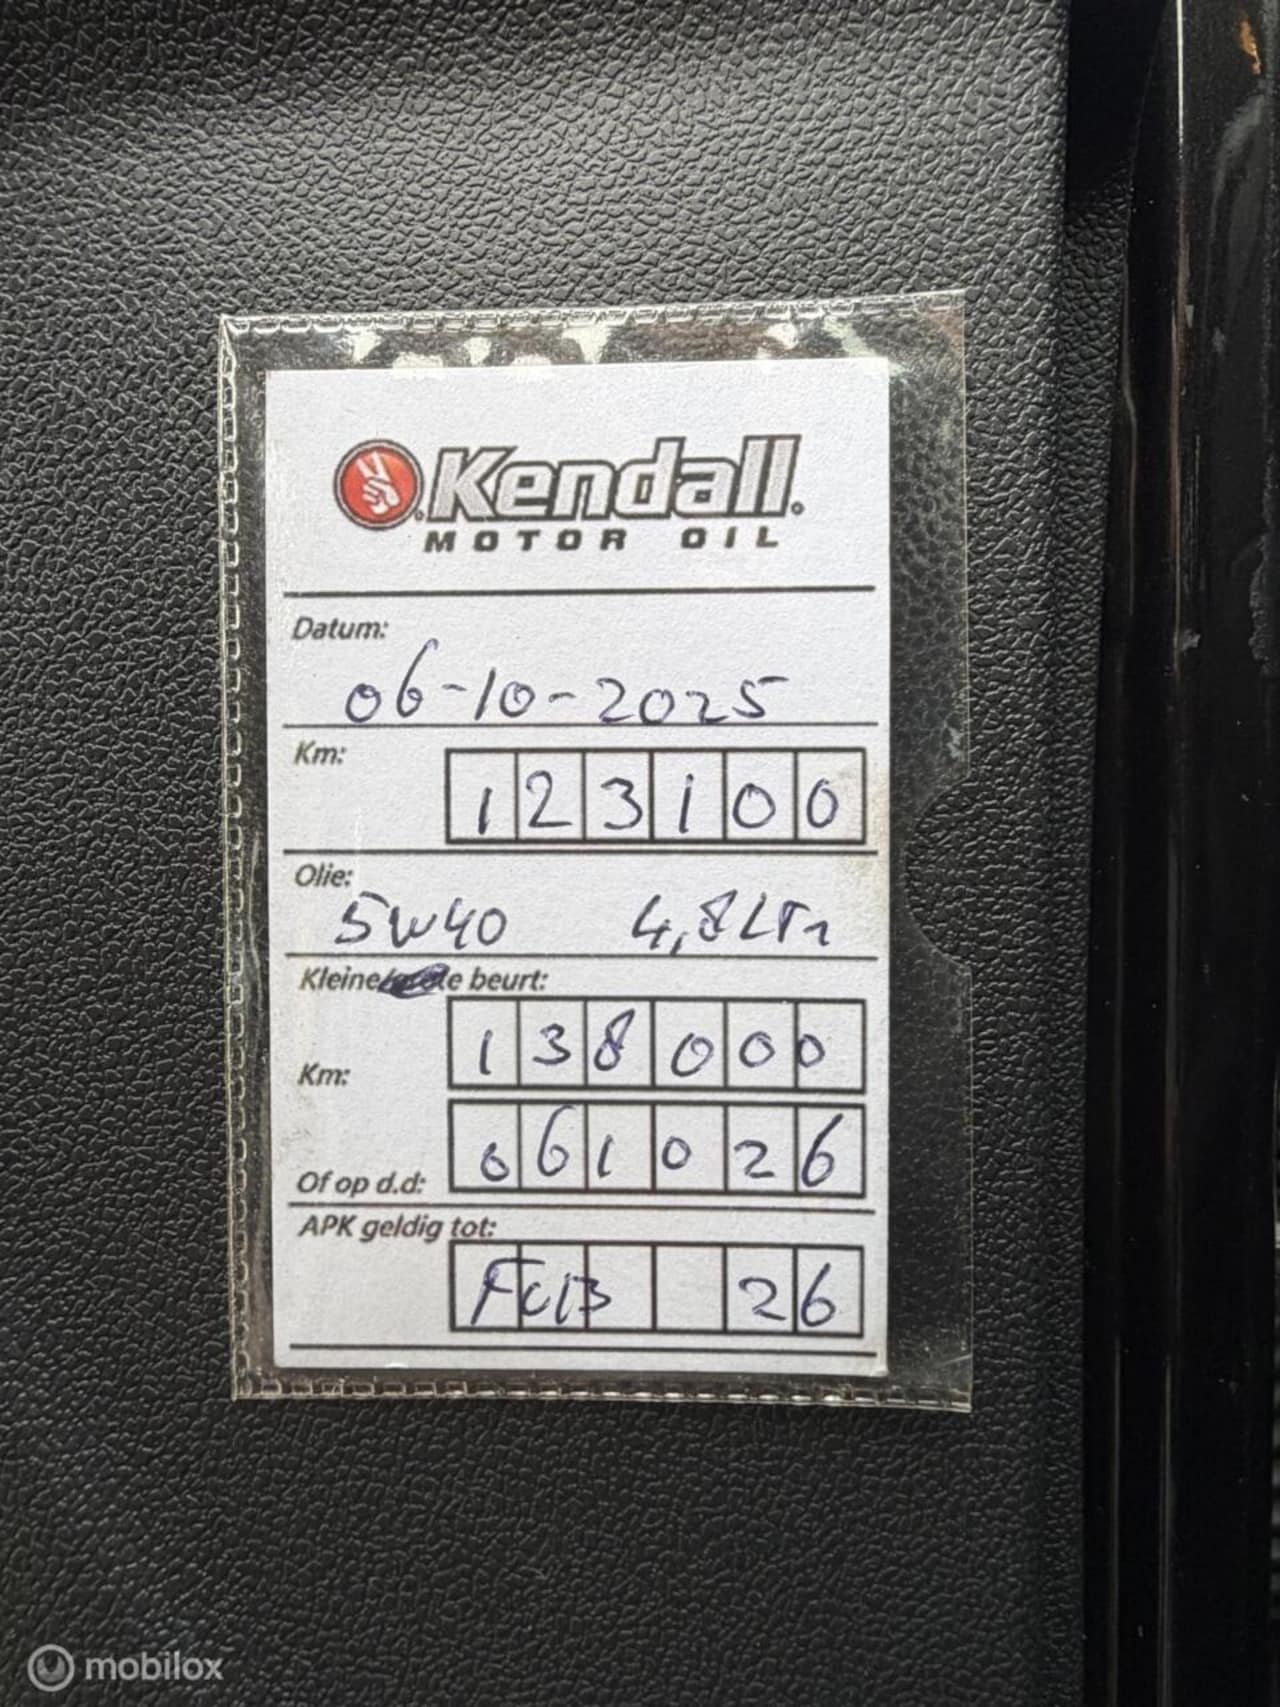 Kendall
MOTOR OIL
Datum:
06-10-2025
Km:
123100
Olie:
5W40 4,8LTr
Kleine/ beurt:
138000
Km:
061026
Of op d.d:
APK geldig tot:
FEB 26
mobilox